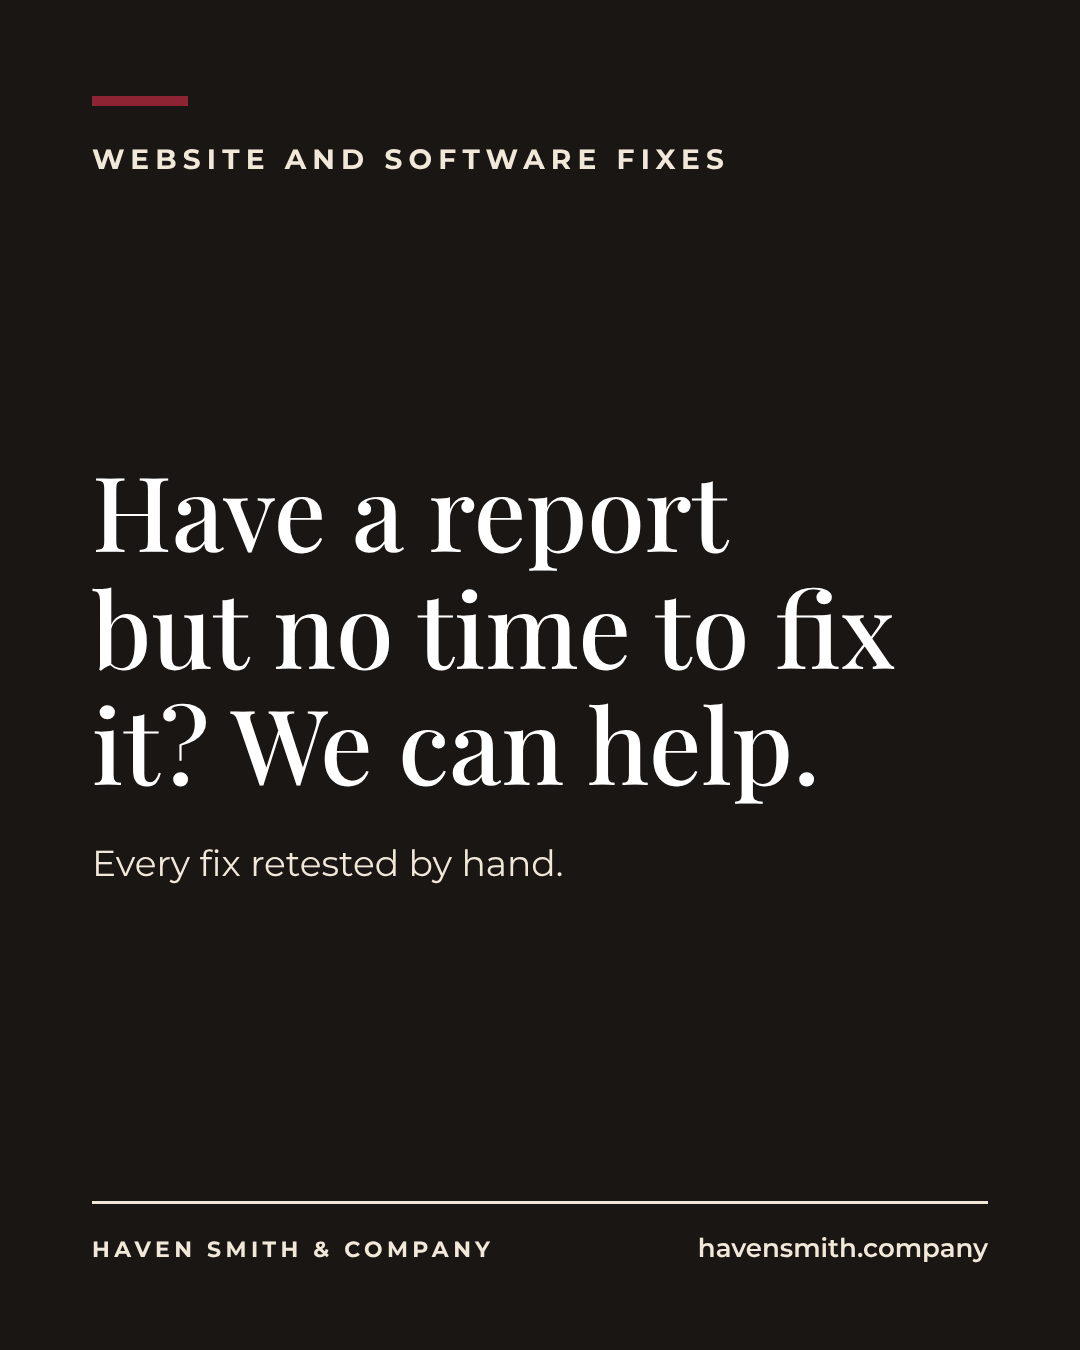 WEBSITE AND SOFTWARE FIXES
Have a report
but no time to fix
it? We can help.
Every fix retested by hand.
HAVEN SMITH & COMPANY
havensmith.company